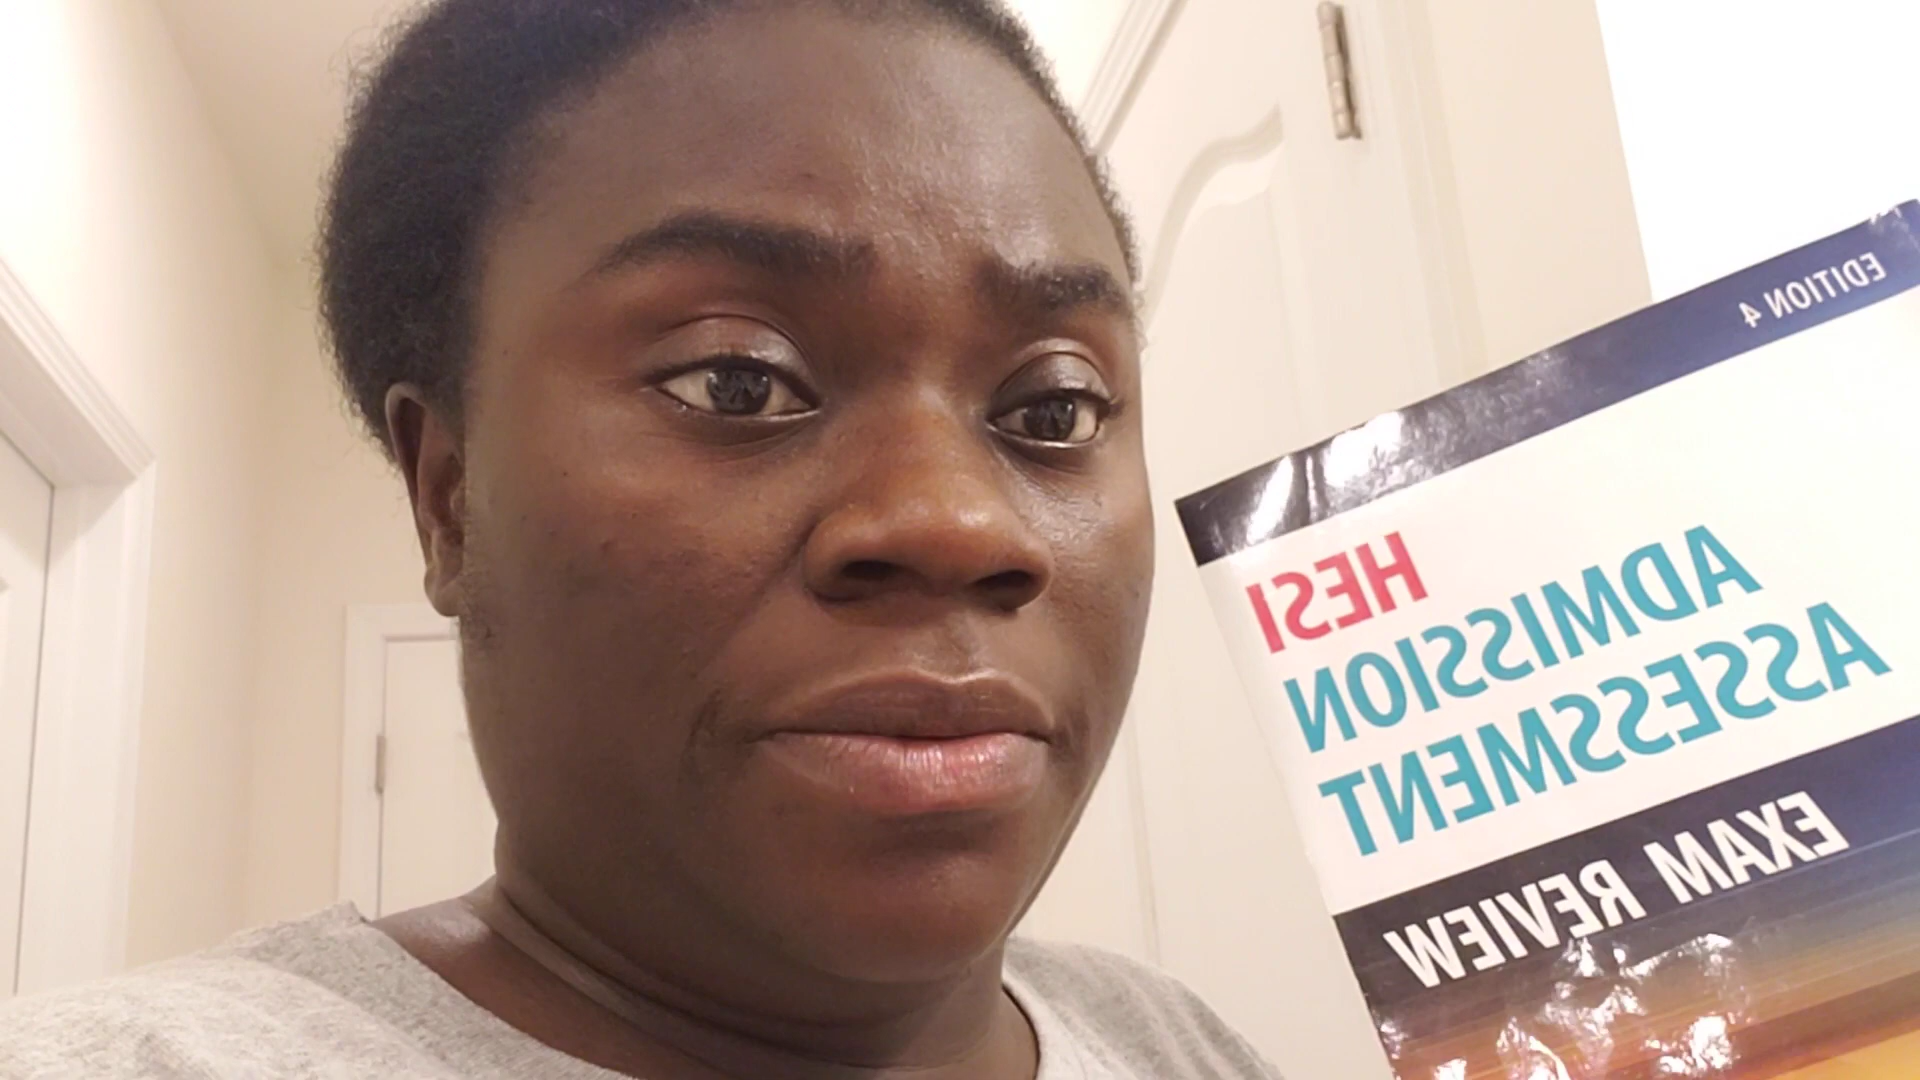 EDITION 4
HESI
ADMISSION
ASSESSMENT
EXAM REVIEW